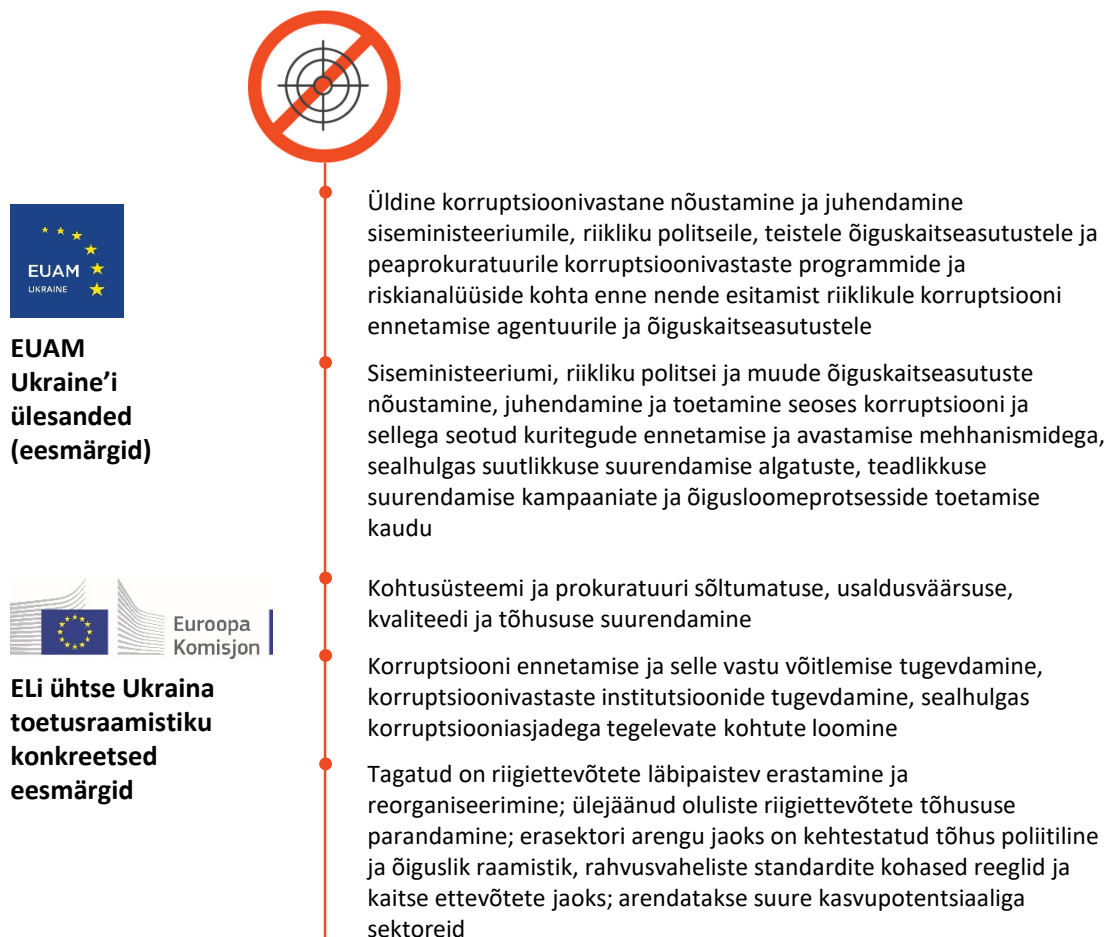 Üldine korruptsioonivastane nõustamine ja juhendamine
siseministeeriumile, riikliku politseile, teistele õiguskaitseasutustele ja
peaprokuratuurile korruptsioonivastaste programmide ja
riskianalüüside kohta enne nende esitamist riiklikule korruptsiooni
ennetamise agentuurile ja õiguskaitseasutustele
EUAM
UKRAINE
EUAM
Ukraine’i
ülesanded
(eesmärgid)
Siseministeeriumi, riikliku politsei ja muude õiguskaitseasutuste
nõustamine, juhendamine ja toetamine seoses korruptsiooni ja
sellega seotud kuritegude ennetamise ja avastamise mehhanismidega,
sealhulgas suutlikkuse suurendamise algatuste, teadlikkuse
suurendamise kampaaniate ja õigusloomeprotsesside toetamise
kaudu
Kohtusüsteemi ja prokuratuuri sõltumatuse, usaldusväärsuse,
kvaliteedi ja tõhususe suurendamine
Euroopa
Komisjon
ELi ühtse Ukraina
toetusraamistiku
konkreetsed
eesmärgid
Korruptsiooni ennetamise ja selle vastu võitlemise tugevdamine,
korruptsioonivastaste institutsioonide tugevdamine, sealhulgas
korruptsiooniasjadega tegelevate kohtute loomine
Tagatud on riigiettevõtete läbipaistev erastamine ja
reorganiseerimine; ülejäänud oluliste riigiettevõtete tõhususe
parandamine; erasektori arengu jaoks on kehtestatud tõhus poliitiline
ja õiguslik raamistik, rahvusvaheliste standardite kohased reeglid ja
kaitse ettevõtete jaoks; arendatakse suure kasvupotentsiaaliga
sektoreid